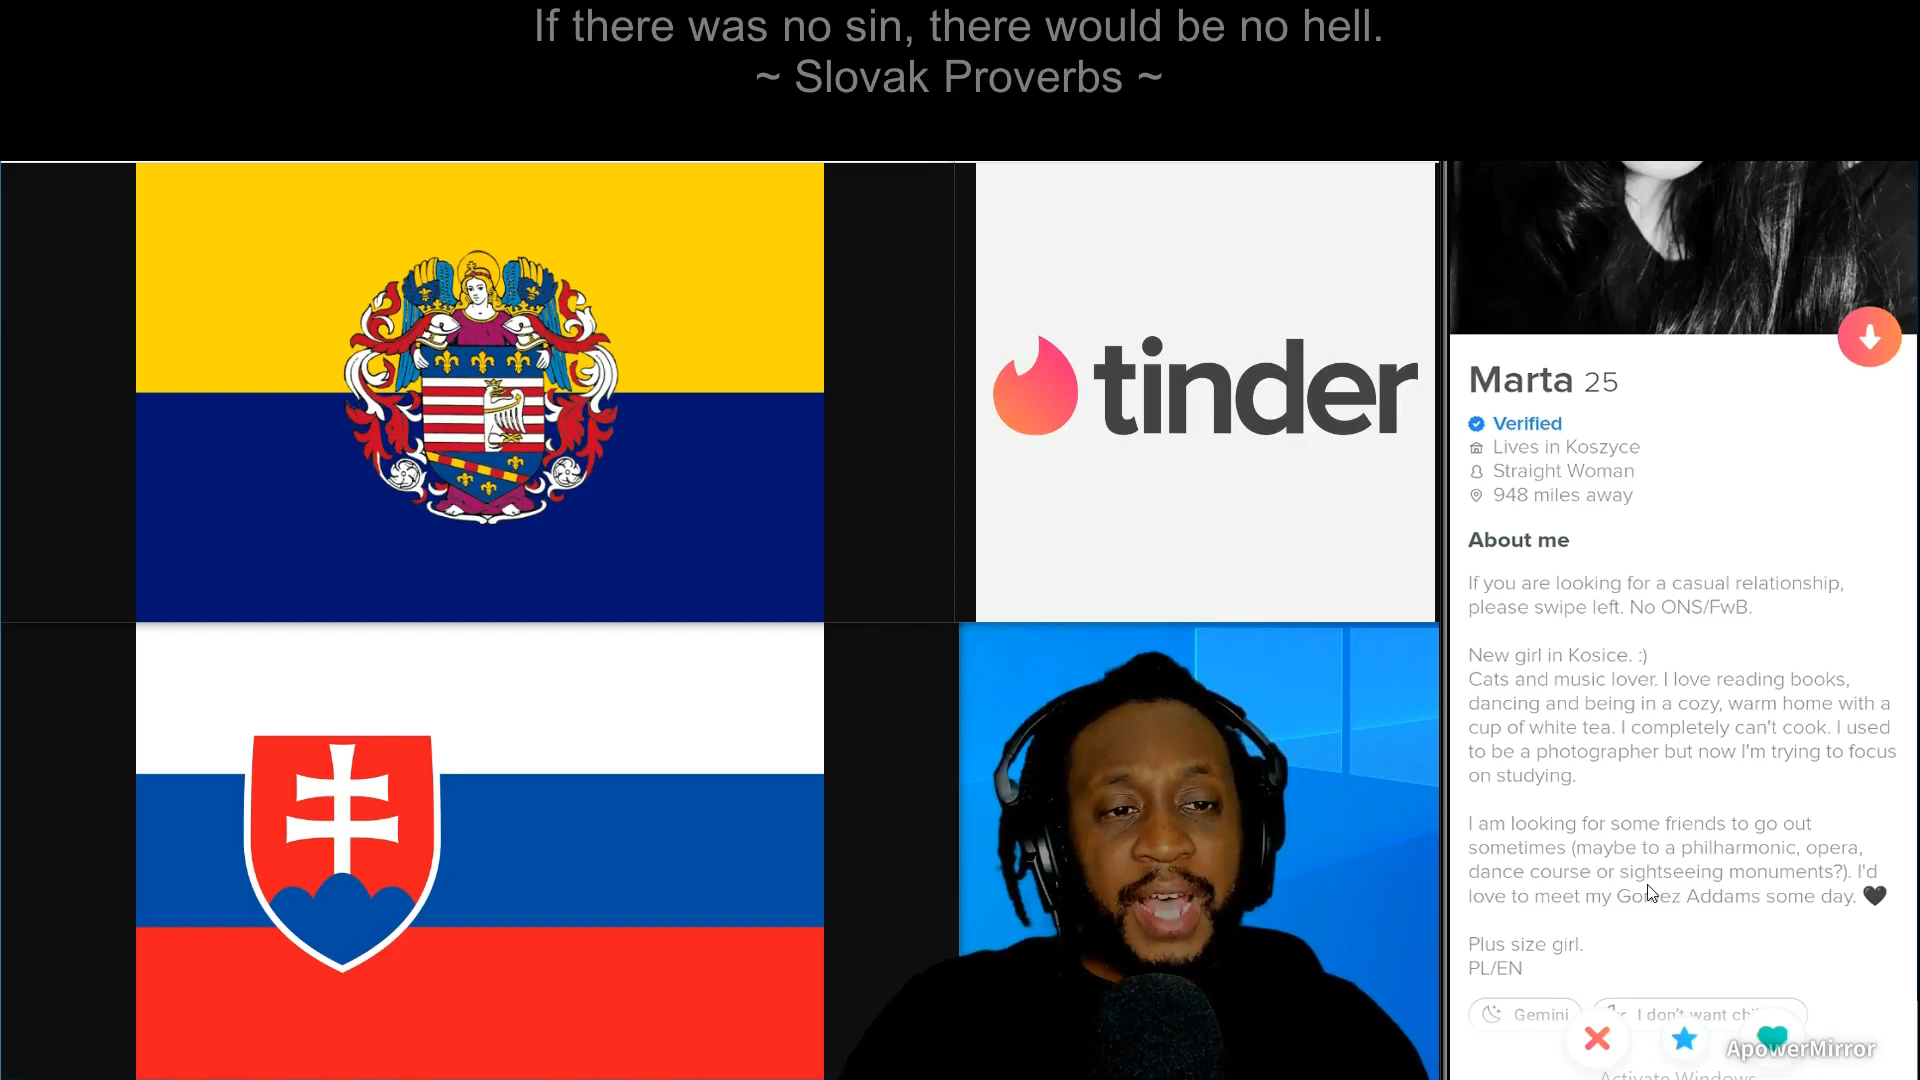 If there was no sin, there would be no hell.
~ Slovak Proverbs ~
tinder
Marta 25
Verified
Lives in Koszyce
Straight Woman
948 miles away
About me
If you are looking for a casual relationship,
please swipe left. No ONS/FwB.
New girl in Kosice. :)
Cats and music lover. I love reading books,
dancing and being in a cozy, warm home with a
cup of white tea. I completely can't cook. I used
to be a photographer but now I'm trying to focus
on studying.
I am looking for some friends to go out
sometimes (maybe to a philharmonic, opera,
dance course or sightseeing monuments?). I'd
love to meet my Gomez Addams some day. 🖤
Plus size girl.
PL/EN
Gemini
I don't want chi
ApowerMirror
Activate Windows